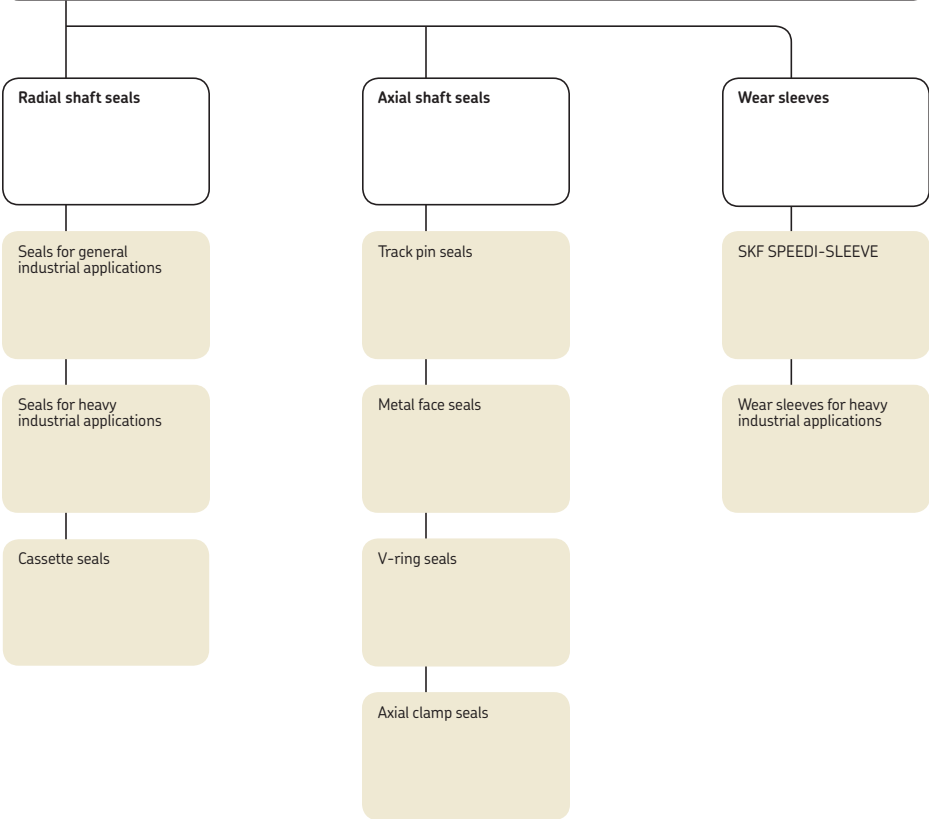 Radial shaft seals
Axial shaft seals
Wear sleeves
Seals for general
industrial applications
Track pin seals
SKF SPEEDI-SLEEVE
Seals for heavy
industrial applications
Metal face seals
Wear sleeves for heavy
industrial applications
Cassette seals
V-ring seals
Axial clamp seals